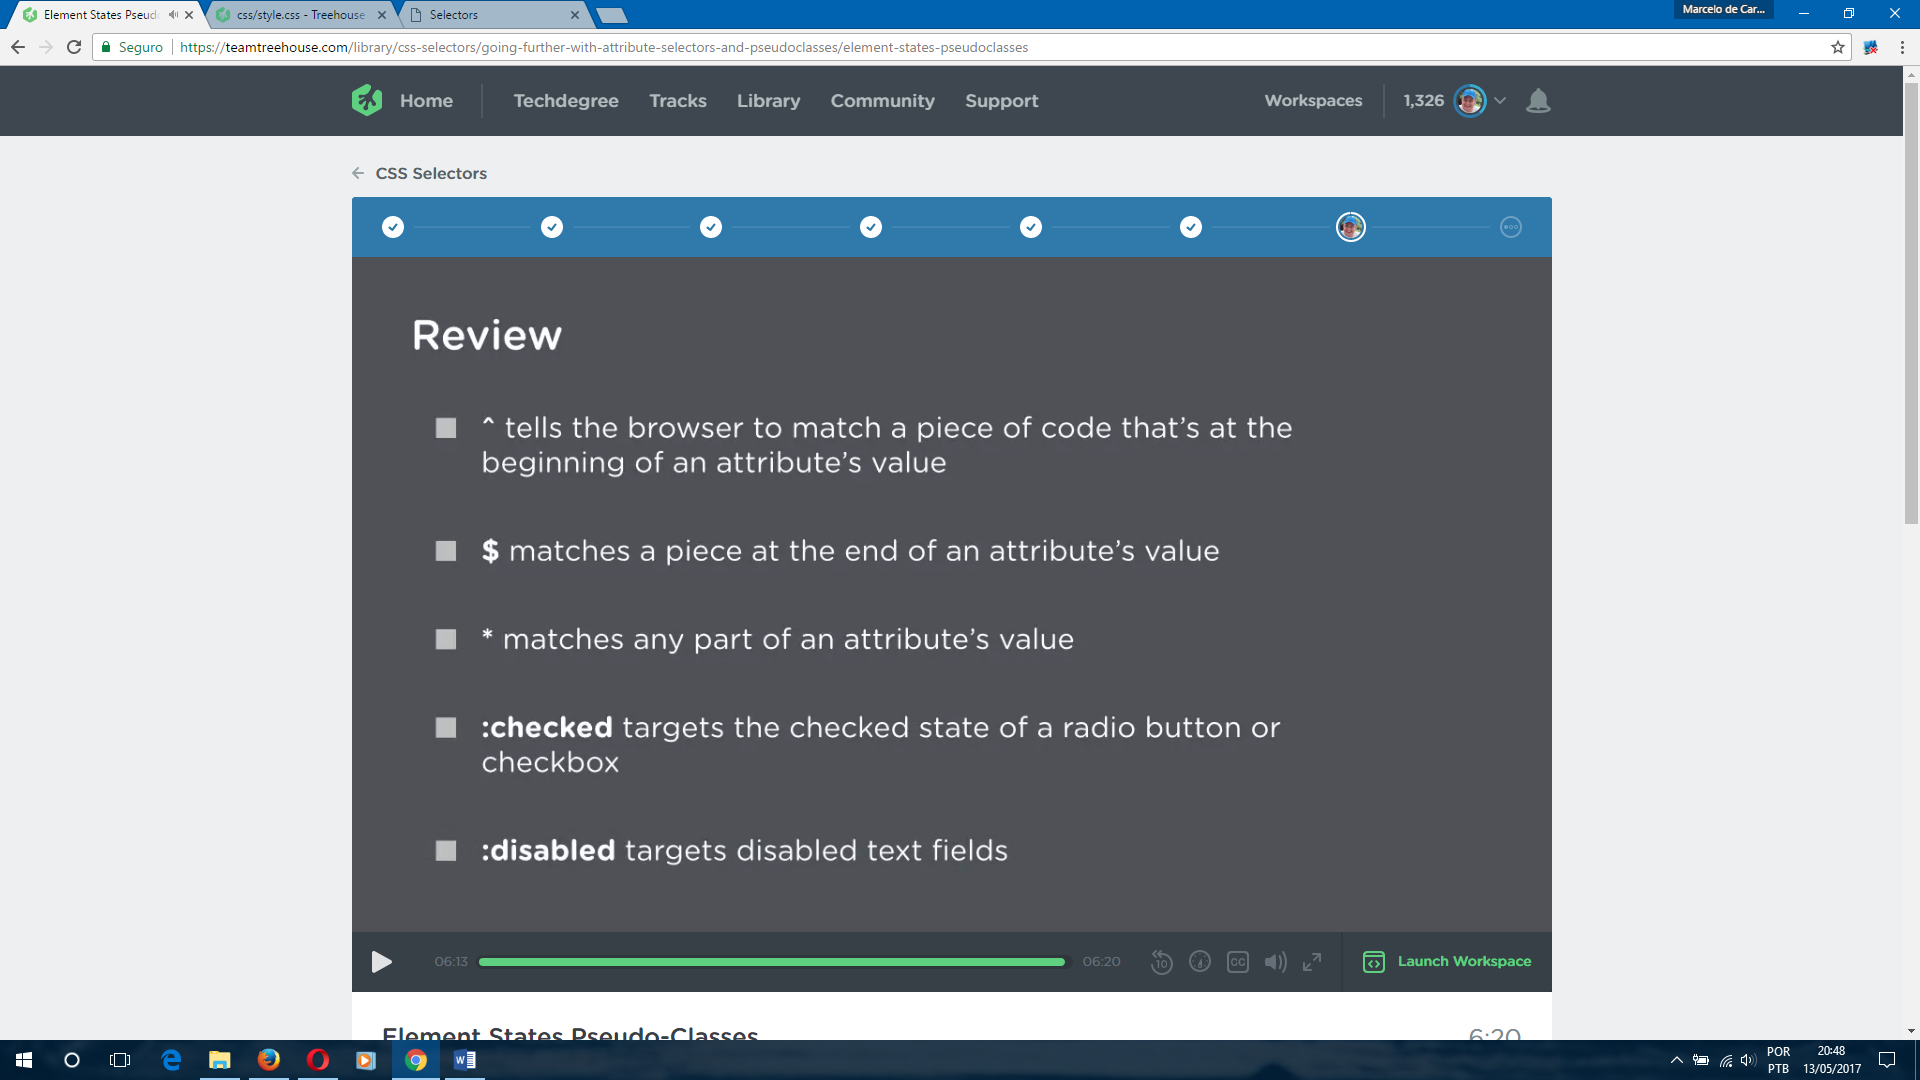 Element States Pseud
css/style.css - Treehouse
Selectors
Marcelo de Car...
Seguro
https://teamtreehouse.com/library/css-selectors/going-further-with-attribute-selectors-and-pseudoclasses/element-states-pseudoclasses
Home
Techdegree
Tracks
Library
Community
Support
Workspaces
1,326
CSS Selectors
Review
^ tells the browser to match a piece of code that’s at the
beginning of an attribute’s value
$ matches a piece at the end of an attribute’s value
* matches any part of an attribute’s value
:checked targets the checked state of a radio button or
checkbox
:disabled targets disabled text fields
06:13
06:20
10
CC
Launch Workspace
Element States Pseudo-Classes
6:20
POR
PTB
20:48
13/05/2017